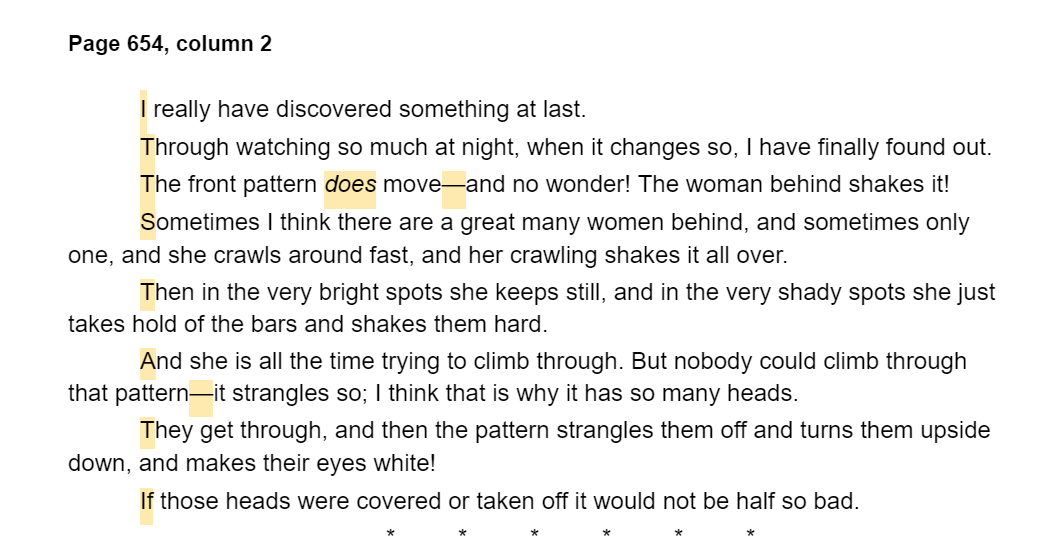 Page 654, column 2
I really have discovered something at last.
Through watching so much at night, when it changes so, I have finally found out.
The front pattern does move—and no wonder! The woman behind shakes it!
Sometimes I think there are a great many women behind, and sometimes only
one, and she crawls around fast, and her crawling shakes it all over.
Then in the very bright spots she keeps still, and in the very shady spots she just
takes hold of the bars and shakes them hard.
And she is all the time trying to climb through. But nobody could climb through
that pattern—it strangles so; I think that is why it has so many heads.
They get through, and then the pattern strangles them off and turns them upside
down, and makes their eyes white!
If those heads were covered or taken off it would not be half so bad.
* * * * * *